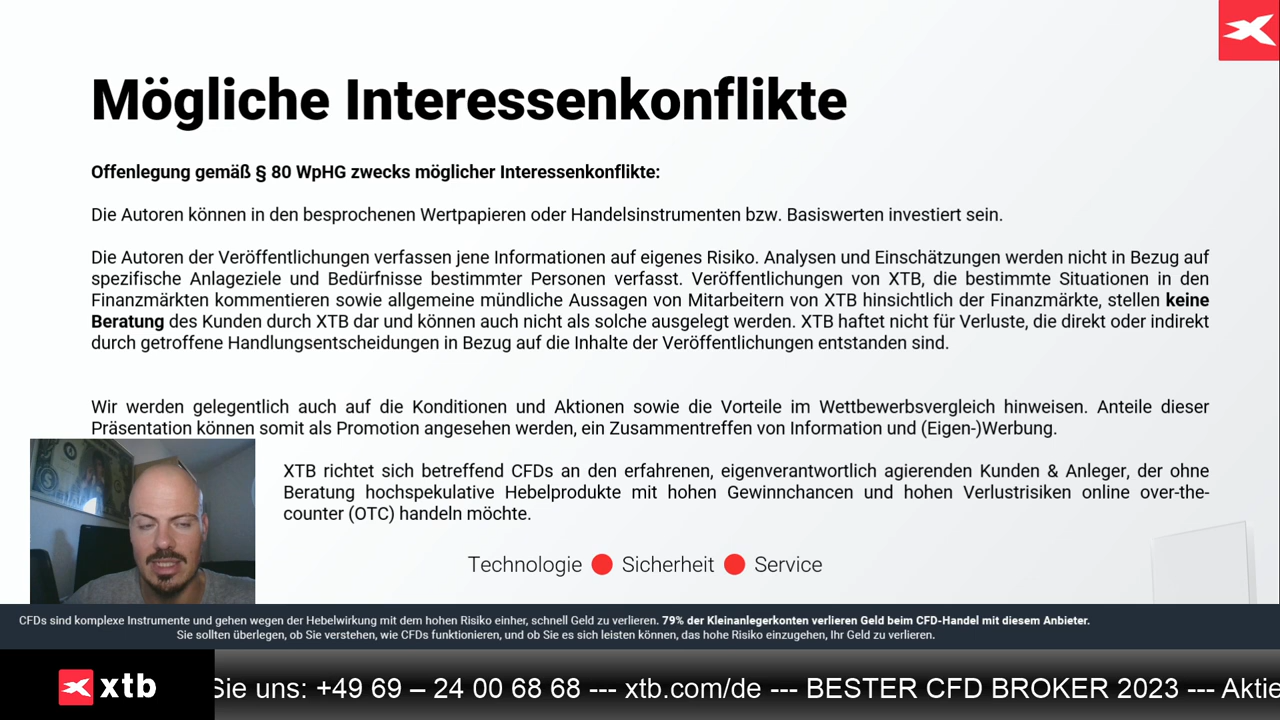 Mögliche Interessenkonflikte
Offenlegung gemäß § 80 WpHG zwecks möglicher Interessenkonflikte:
Die Autoren können in den besprochenen Wertpapieren oder Handelsinstrumenten bzw. Basiswerten investiert sein.
Die Autoren der Veröffentlichungen verfassen jene Informationen auf eigenes Risiko. Analysen und Einschätzungen werden nicht in Bezug auf
spezifische Anlageziele und Bedürfnisse bestimmter Personen verfasst. Veröffentlichungen von XTB, die bestimmte Situationen in den
Finanzmärkten kommentieren sowie allgemeine mündliche Aussagen von Mitarbeitern von XTB hinsichtlich der Finanzmärkte, stellen keine
Beratung des Kunden durch XTB dar und können auch nicht als solche ausgelegt werden. XTB haftet nicht für Verluste, die direkt oder indirekt
durch getroffene Handlungsentscheidungen in Bezug auf die Inhalte der Veröffentlichungen entstanden sind.
Wir werden gelegentlich auch auf die Konditionen und Aktionen sowie die Vorteile im Wettbewerbsvergleich hinweisen. Anteile dieser
Präsentation können somit als Promotion angesehen werden, ein Zusammentreffen von Information und (Eigen-)Werbung.
XTB richtet sich betreffend CFDs an den erfahrenen, eigenverantwortlich agierenden Kunden & Anleger, der ohne
Beratung hochspekulative Hebelprodukte mit hohen Gewinnchancen und hohen Verlustrisiken online over-the-
counter (OTC) handeln möchte.
Technologie Sicherheit Service
CFDs sind komplexe Instrumente und gehen wegen der Hebelwirkung mit dem hohen Risiko einher, schnell Geld zu verlieren. 79% der Kleinanlegerkonten verlieren Geld beim CFD-Handel mit diesem Anbieter.
Sie sollten überlegen, ob Sie verstehen, wie CFDs funktionieren, und ob Sie es sich leisten können, das hohe Risiko einzugehen, Ihr Geld zu verlieren.
xtb Sie uns: +49 69 – 24 00 68 68 --- xtb.com/de --- BESTER CFD BROKER 2023 --- Aktie